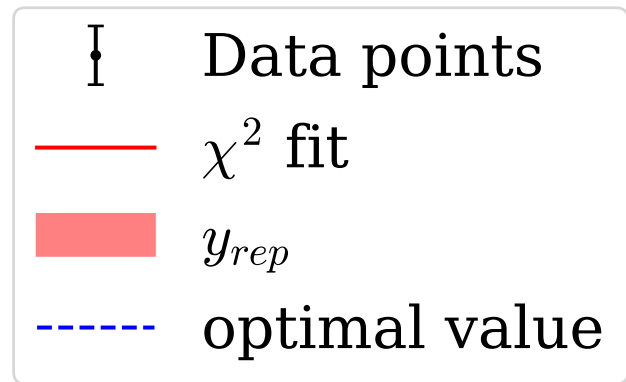 Data points
χ² fit
y_rep
optimal value